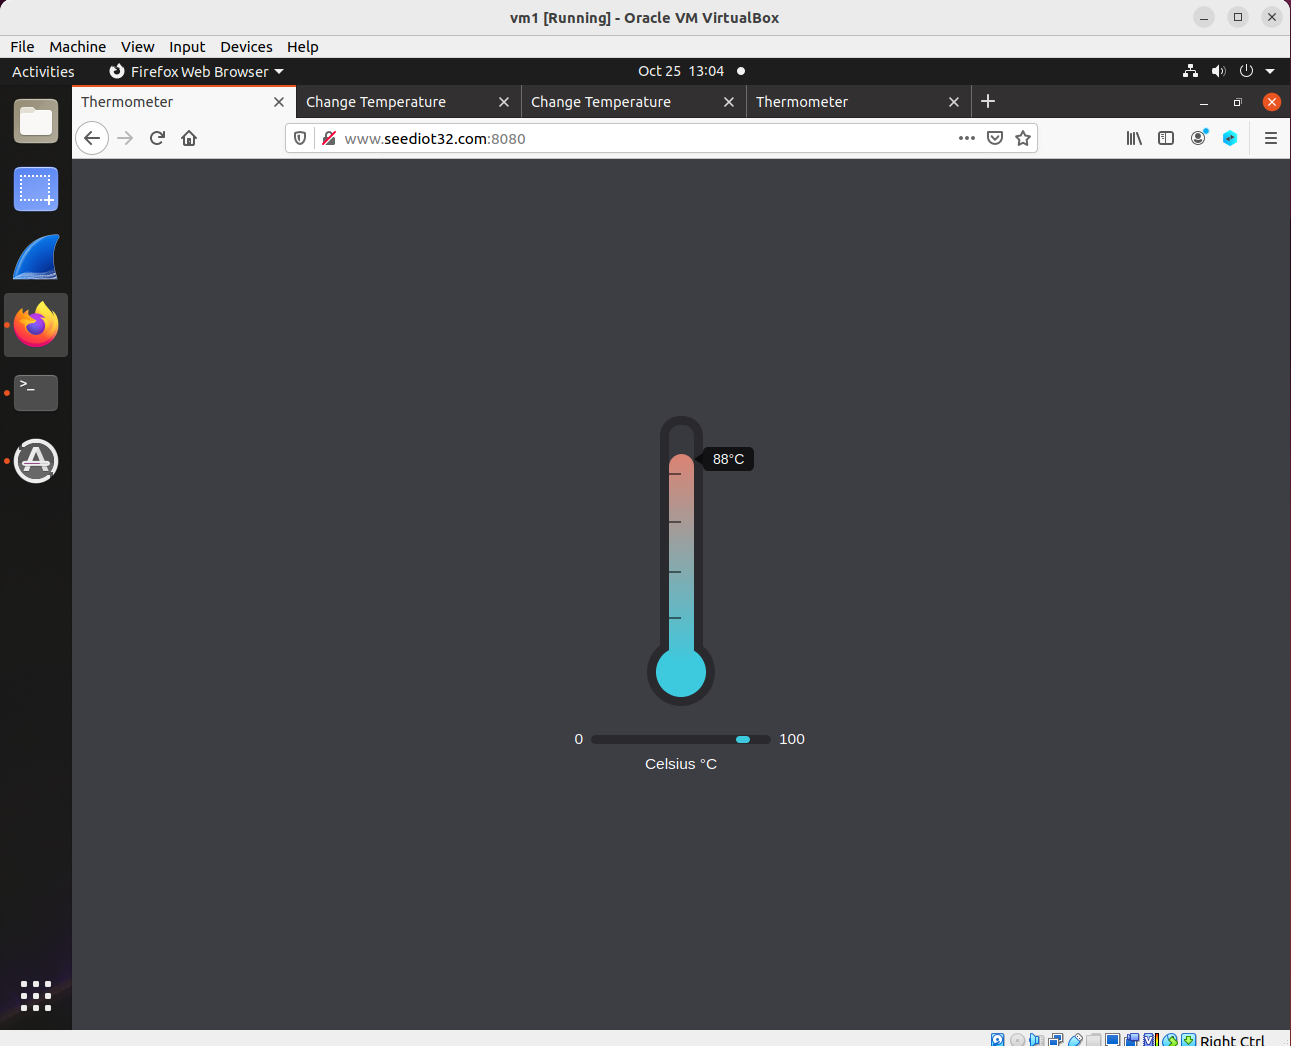 vm1 [Running] - Oracle VM VirtualBox
File Machine View Input Devices Help
Activities Firefox Web Browser Oct 25 13:04
Thermometer Change Temperature Change Temperature Thermometer
www.seediot32.com:8080
>_
88°C
0 100
Celsius °C
Right Ctrl